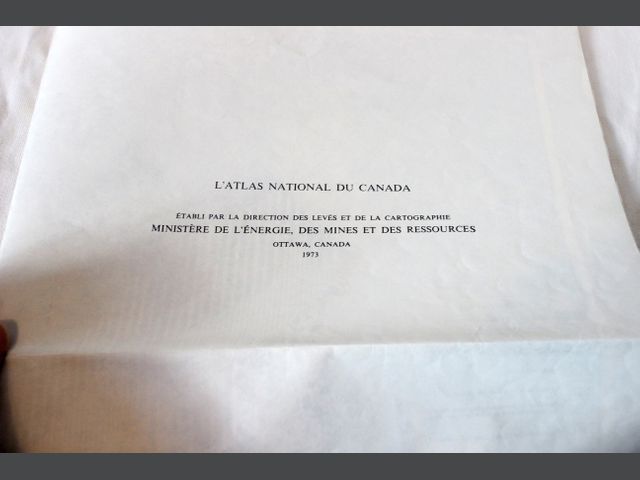 L'ATLAS NATIONAL DU CANADA
ÉTABLI PAR LA DIRECTION DES LEVÉS ET DE LA CARTOGRAPHIE
MINISTÈRE DE L'ÉNERGIE, DES MINES ET DES RESSOURCES
OTTAWA, CANADA
1973